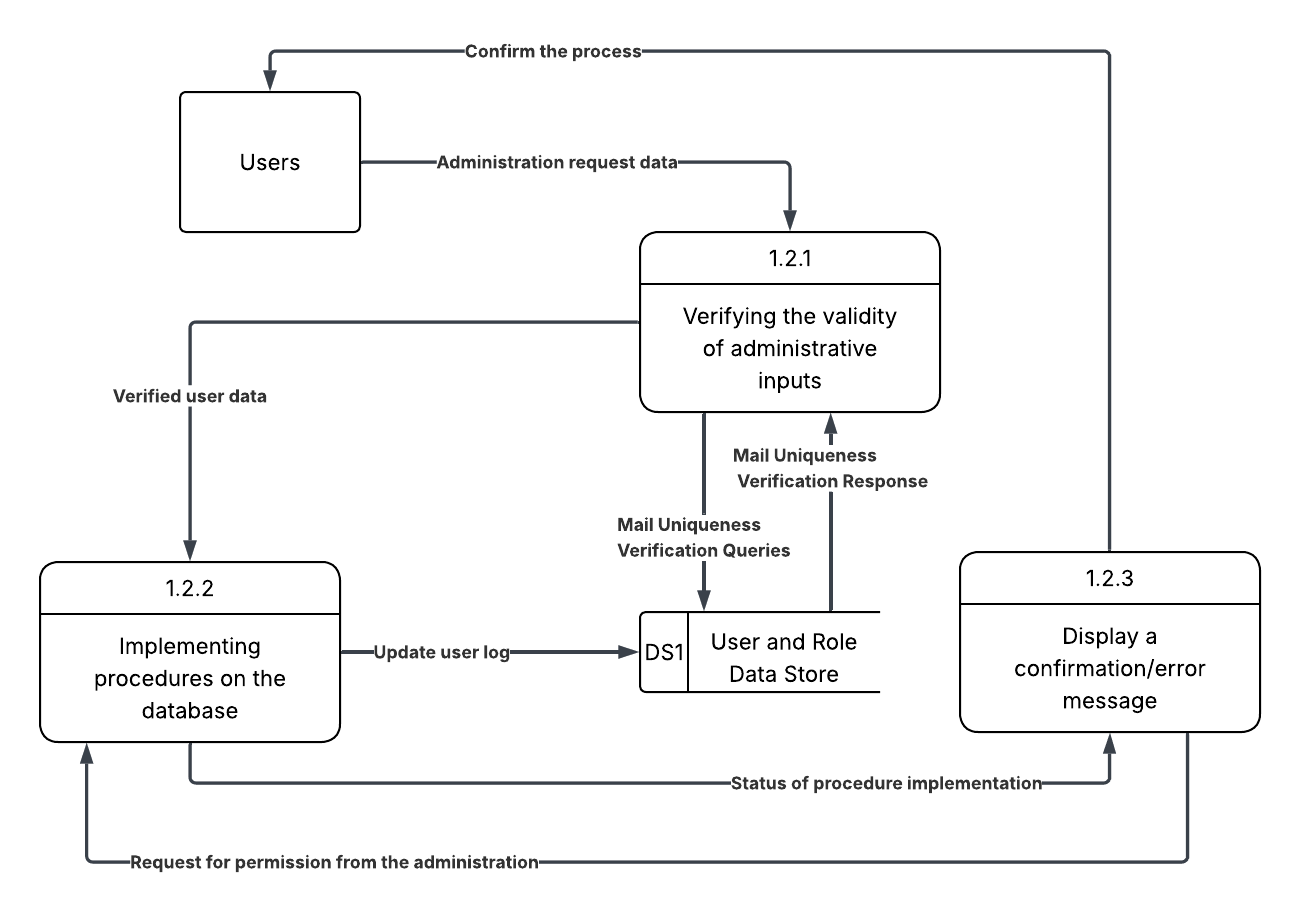 Confirm the process
Users
Administration request data
1.2.1
Verifying the validity
of administrative
inputs
Verified user data
Mail Uniqueness
Verification Response
Mail Uniqueness
Verification Queries
1.2.2
Implementing
procedures on the
database
Update user log
DS1
User and Role
Data Store
1.2.3
Display a
confirmation/error
message
Status of procedure implementation
Request for permission from the administration